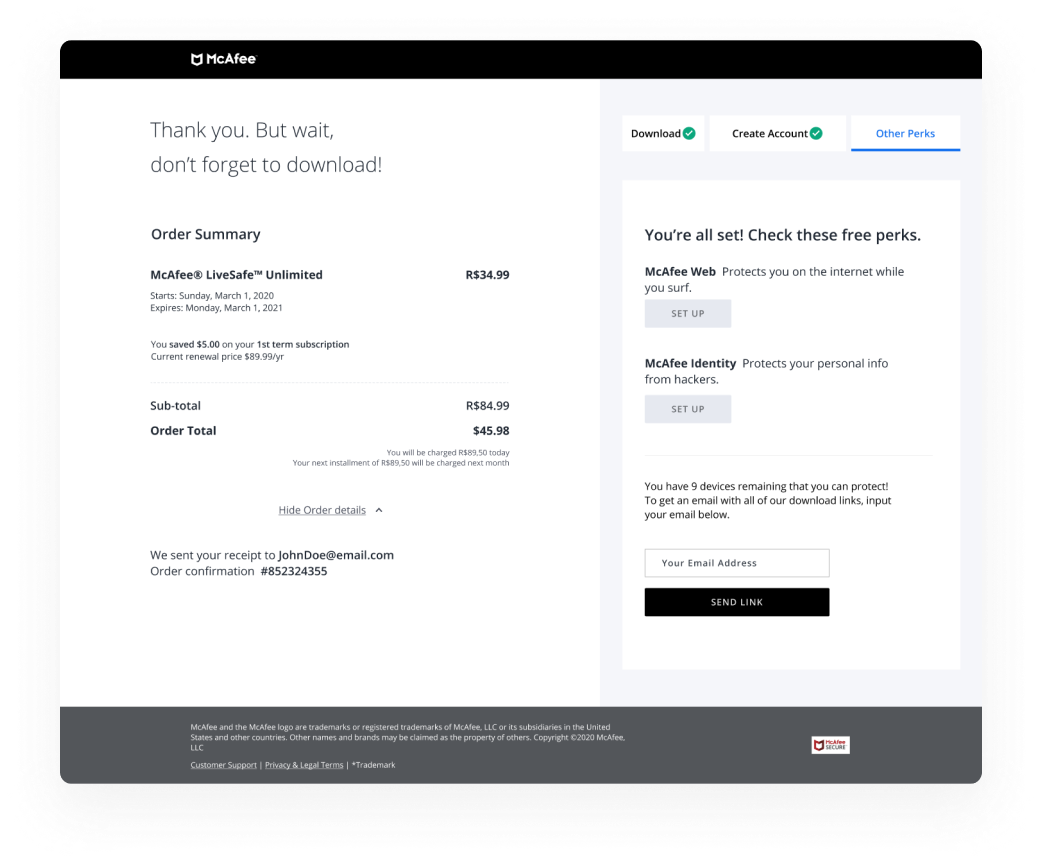 McAfee
Thank you. But wait,
don't forget to download!
Order Summary
McAfee® LiveSafe™ Unlimited R$34.99
Starts: Sunday, March 1, 2020
Expires: Monday, March 1, 2021
You saved $5.00 on your 1st term subscription
Current renewal price $89.99/yr
Sub-total R$84.99
Order Total $45.98
You will be charged R$89,50 today
Your next installment of R$89,50 will be charged next month
Hide Order details
We sent your receipt to JohnDoe@email.com
Order confirmation #852324355
Download Create Account Other Perks
You're all set! Check these free perks.
McAfee Web Protects you on the internet while
you surf.
SET UP
McAfee Identity Protects your personal info
from hackers.
SET UP
You have 9 devices remaining that you can protect!
To get an email with all of our download links, input
your email below.
Your Email Address
SEND LINK
McAfee and the McAfee logo are trademarks or registered trademarks of McAfee, LLC or its subsidiaries in the United
States and other countries. Other names and brands may be claimed as the property of others. Copyright ©2020 McAfee,
LLC
Customer Support | Privacy & Legal Terms | *Trademark
McAfee
SECURE